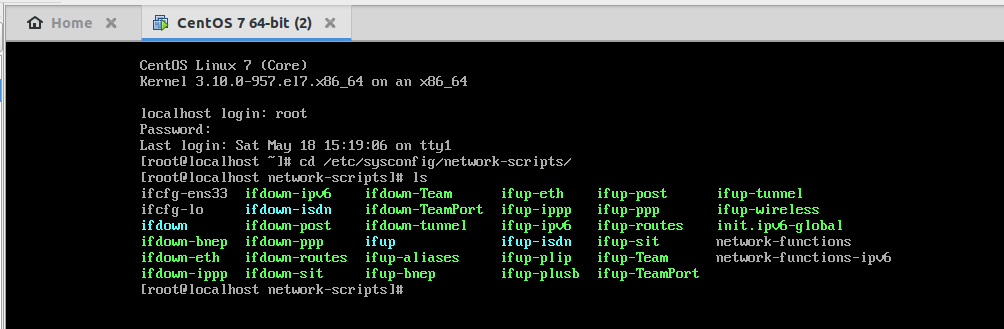 Home × CentOS 7 64-bit (2) ×
CentOS Linux 7 (Core)
Kernel 3.10.0-957.el7.x86_64 on an x86_64
localhost login: root
Password:
Last login: Sat May 18 15:19:06 on tty1
[root@localhost ~]# cd /etc/sysconfig/network-scripts/
[root@localhost network-scripts]# ls
ifcfg-ens33 ifdown-ipv6 ifdown-Team ifup-eth ifup-post ifup-tunnel
ifcfg-lo ifdown-isdn ifdown-TeamPort ifup-ippp ifup-ppp ifup-wireless
ifdown ifdown-post ifdown-tunnel ifup-ipv6 ifup-routes init.ipv6-global
ifdown-bnep ifdown-ppp ifup ifup-isdn ifup-sit network-functions
ifdown-eth ifdown-routes ifup-aliases ifup-plip ifup-Team network-functions-ipv6
ifdown-ippp ifdown-sit ifup-bnep ifup-plusb ifup-TeamPort
[root@localhost network-scripts]#